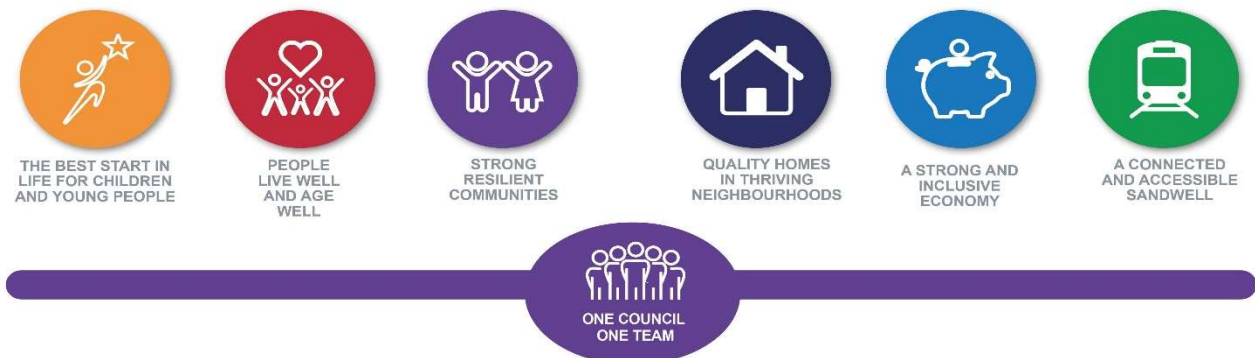 THE BEST START IN
LIFE FOR CHILDREN
AND YOUNG PEOPLE
PEOPLE
LIVE WELL
AND AGE
WELL
STRONG
RESILIENT
COMMUNITIES
QUALITY HOMES
IN THRIVING
NEIGHBOURHOODS
A STRONG AND
INCLUSIVE
ECONOMY
A CONNECTED
AND ACCESSIBLE
SANDWELL
ONE COUNCIL
ONE TEAM